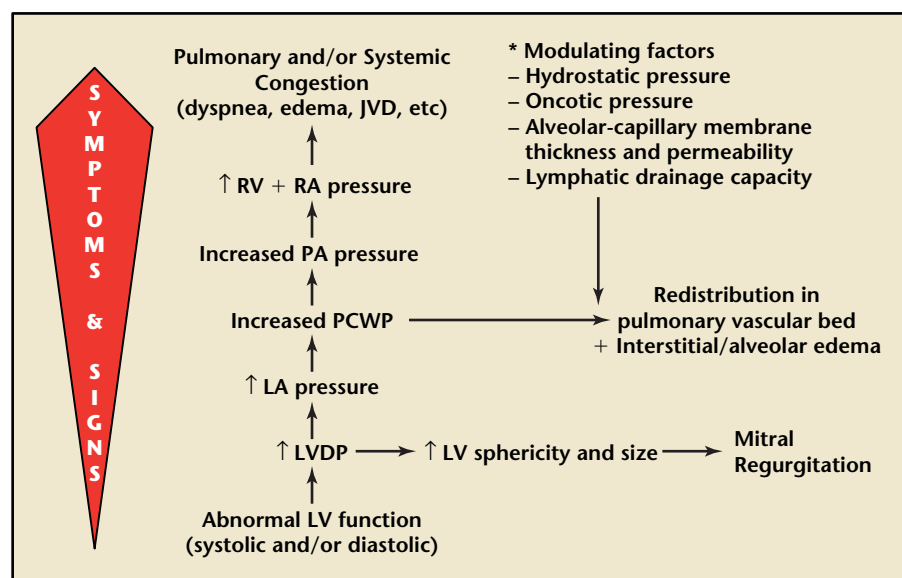 SYMPTOMS & SIGNS
Pulmonary and/or Systemic
Congestion
(dyspnea, edema, JVD, etc)
↑ RV + RA pressure
Increased PA pressure
Increased PCWP
↑ LA pressure
↑ LVDP
↑ LV sphericity and size
Mitral
Regurgitation
Abnormal LV function
(systolic and/or diastolic)
* Modulating factors
– Hydrostatic pressure
– Oncotic pressure
– Alveolar-capillary membrane
thickness and permeability
– Lymphatic drainage capacity
Redistribution in
pulmonary vascular bed
+ Interstitial/alveolar edema